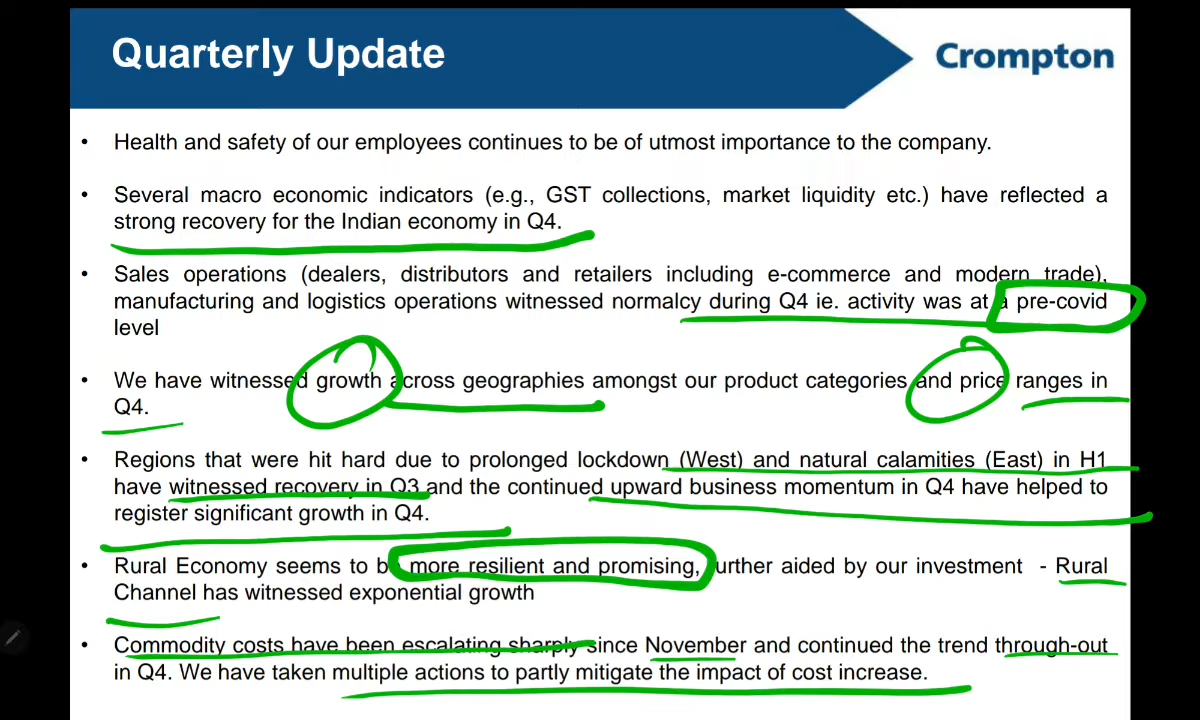 Quarterly Update
Crompton
• Health and safety of our employees continues to be of utmost importance to the company.
• Several macro economic indicators (e.g., GST collections, market liquidity etc.) have reflected a
strong recovery for the Indian economy in Q4.
• Sales operations (dealers, distributors and retailers including e-commerce and modern trade),
manufacturing and logistics operations witnessed normalcy during Q4 ie. activity was at a pre-covid
level
• We have witnessed growth across geographies amongst our product categories and price ranges in
Q4.
• Regions that were hit hard due to prolonged lockdown (West) and natural calamities (East) in H1
have witnessed recovery in Q3 and the continued upward business momentum in Q4 have helped to
register significant growth in Q4.
• Rural Economy seems to be more resilient and promising, further aided by our investment - Rural
Channel has witnessed exponential growth
• Commodity costs have been escalating sharply since November and continued the trend through-out
in Q4. We have taken multiple actions to partly mitigate the impact of cost increase.